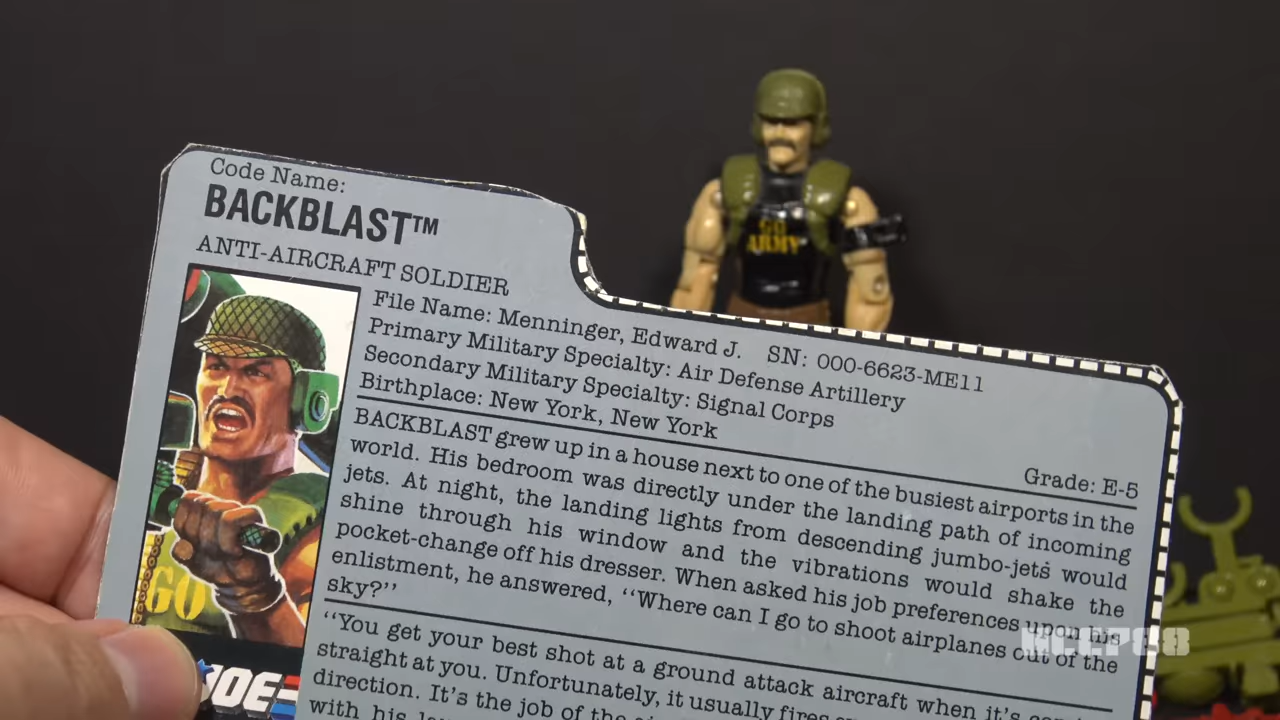 Code Name:
BACKBLAST™
ANTI-AIRCRAFT SOLDIER
File Name: Menninger, Edward J. SN: 000-6623-ME11
Primary Military Specialty: Air Defense Artillery
Secondary Military Specialty: Signal Corps
Birthplace: New York, New York
Grade: E-5
BACKBLAST grew up in a house next to one of the busiest airports in the
world. His bedroom was directly under the landing path of incoming
jets. At night, the landing lights from descending jumbo-jets would
shine through his window and the vibrations would shake the
pocket-change off his dresser. When asked his job preferences upon his
enlistment, he answered, "Where can I go to shoot airplanes out of the
sky?"
"You get your best shot at a ground attack aircraft when it's
straight at you. Unfortunately, it usually fires
direction. It's the job of the
with his
GO
JOE
GO
ARMY